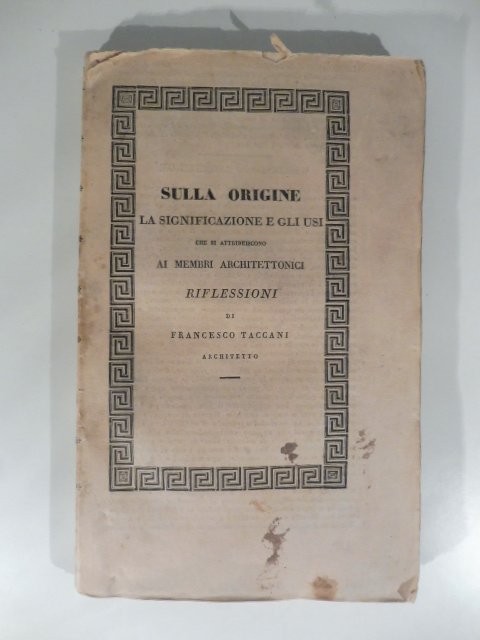 SULLA ORIGINE
LA SIGNIFICAZIONE E GLI USI
CHE SI ATTRIBUISCONO
AI MEMBRI ARCHITETTONICI
RIFLESSIONI
DI
FRANCESCO TACCANI
ARCHITETTO